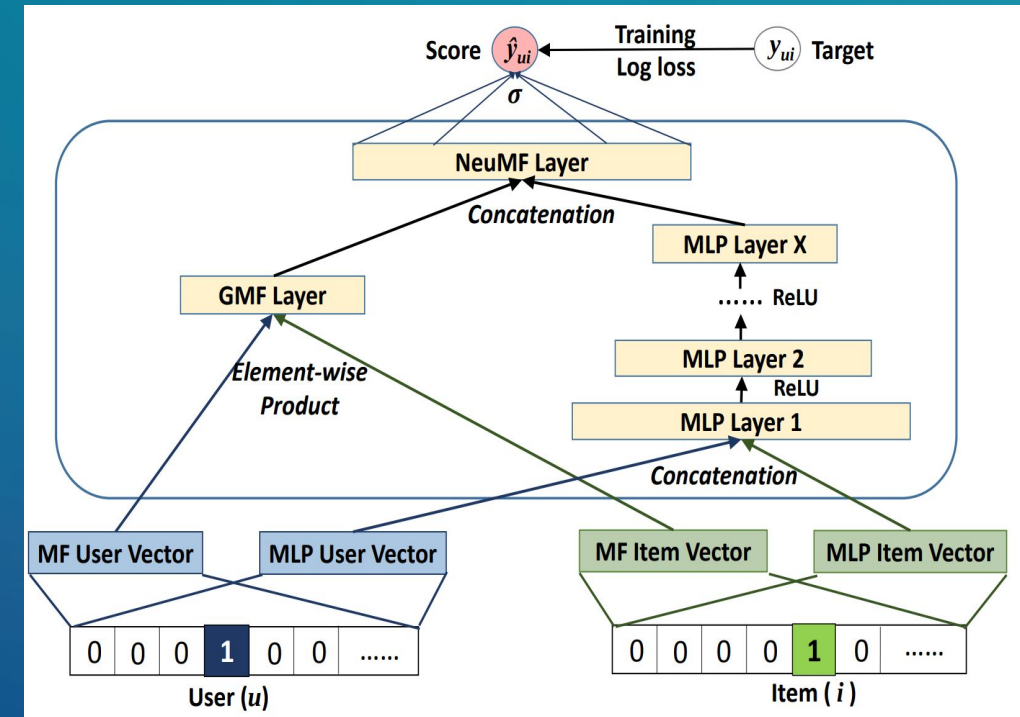 Score ŷui Training yui Target
Log loss
σ
NeuMF Layer
Concatenation
MLP Layer X
GMF Layer
...... ReLU
MLP Layer 2
Element-wise
Product
ReLU
MLP Layer 1
Concatenation
MF User Vector MLP User Vector MF Item Vector MLP Item Vector
0 0 0 1 0 0 ...... 0 0 0 0 1 0 ......
User (u) Item ( i )